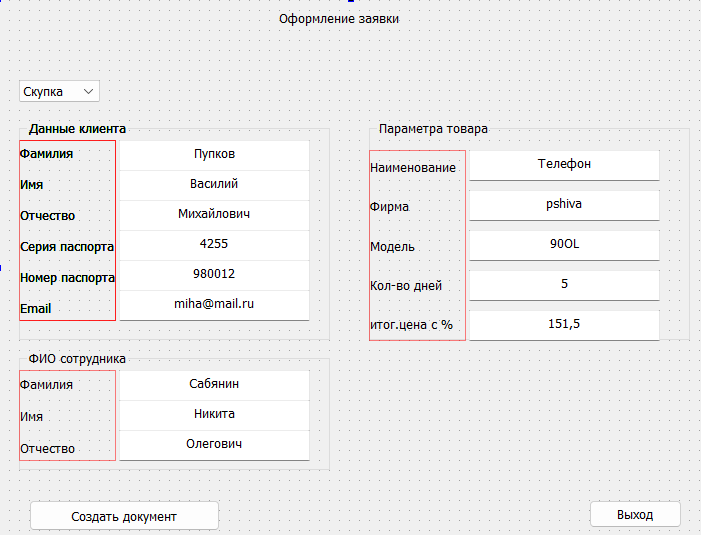 Оформление заявки
Скупка
Данные клиента
Фамилия Пупков
Имя Василий
Отчество Михайлович
Серия паспорта 4255
Номер паспорта 980012
Email miha@mail.ru
Параметра товара
Наименование Телефон
Фирма pshiva
Модель 90OL
Кол-во дней 5
итог.цена с % 151,5
ФИО сотрудника
Фамилия Сабянин
Имя Никита
Отчество Олегович
Создать документ
Выход